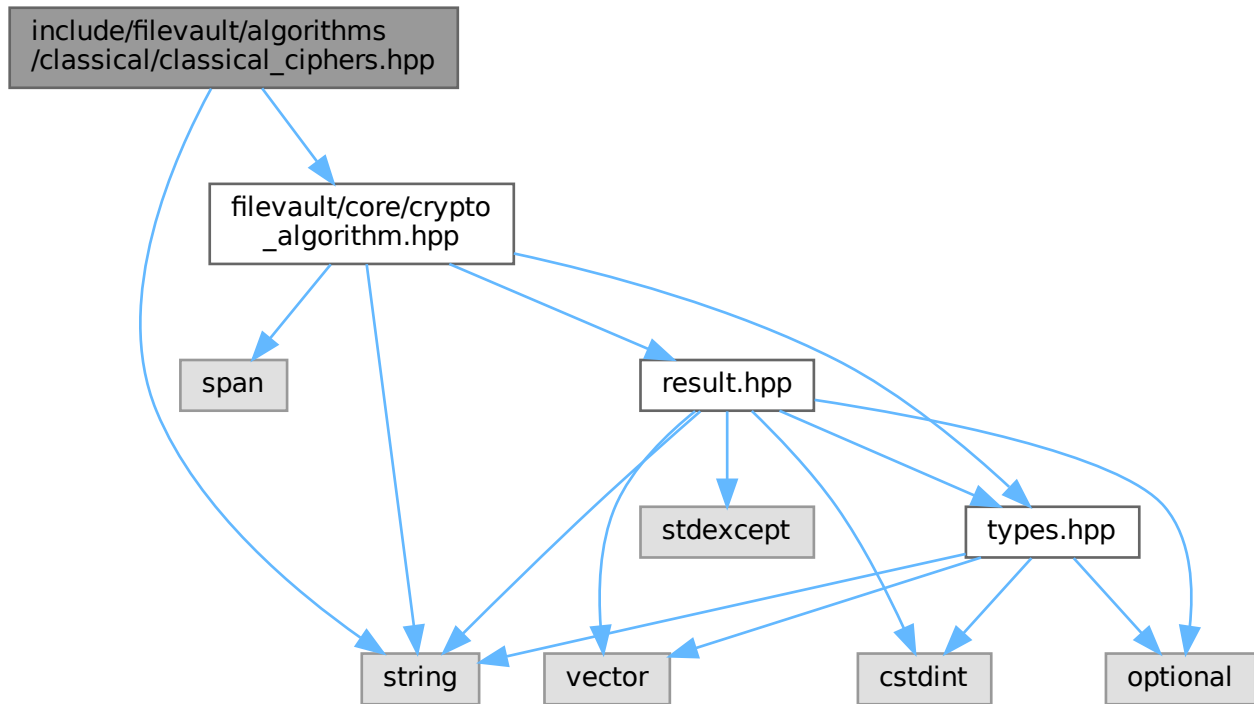 include/filevault/algorithms
/classical/classical_ciphers.hpp
filevault/core/crypto
_algorithm.hpp
span
result.hpp
stdexcept
types.hpp
string
vector
cstdint
optional